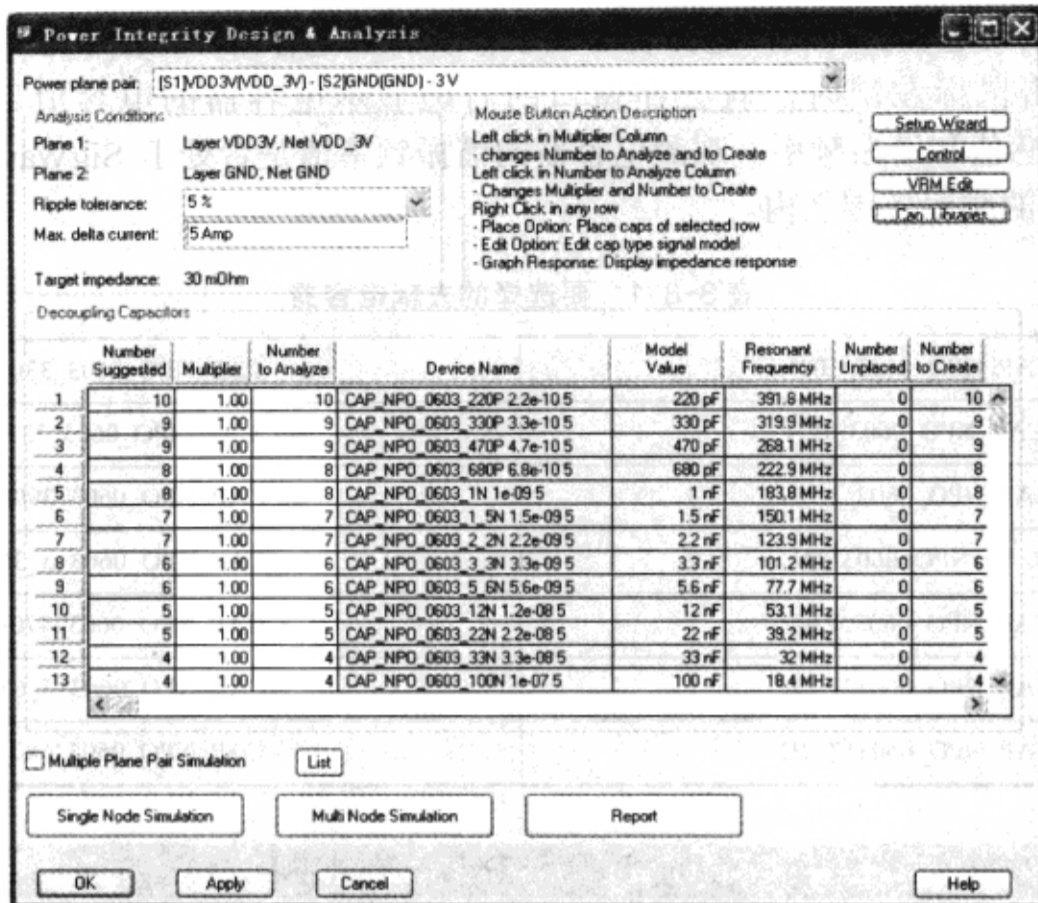 Power Integrity Design & Analysis
Power plane pair: [S1]VDD3V(VDD_3V) - [S2]GND(GND) - 3 V
Analysis Conditions
Plane 1: Layer VDD3V, Net VDD_3V
Plane 2: Layer GND, Net GND
Ripple tolerance: 5 %
Max. delta current: 5 Amp
Target impedance: 30 mOhm
Mouse Button Action Description
Left click in Multiplier Column
- changes Number to Analyze and to Create
Left click in Number to Analyze Column
- Changes Multiplier and Number to Create
Right Click in any row
- Place Option: Place caps of selected row
- Edit Option: Edit cap type signal model
- Graph Response: Display impedance response
Setup Wizard
Control
VRM Edit
Cap. Libraries
Decoupling Capacitors
Number Suggested Multiplier Number to Analyze Device Name Model Value Resonant Frequency Number Unplaced Number to Create
1 10 1.00 10 CAP_NPO_0603_220P 2.2e-10 5 220 pF 391.8 MHz 0 10
2 9 1.00 9 CAP_NPO_0603_330P 3.3e-10 5 330 pF 319.9 MHz 0 9
3 9 1.00 9 CAP_NPO_0603_470P 4.7e-10 5 470 pF 268.1 MHz 0 9
4 8 1.00 8 CAP_NPO_0603_680P 6.8e-10 5 680 pF 222.9 MHz 0 8
5 8 1.00 8 CAP_NPO_0603_1N 1e-09 5 1 nF 183.8 MHz 0 8
6 7 1.00 7 CAP_NPO_0603_1_5N 1.5e-09 5 1.5 nF 150.1 MHz 0 7
7 7 1.00 7 CAP_NPO_0603_2_2N 2.2e-09 5 2.2 nF 123.9 MHz 0 7
8 6 1.00 6 CAP_NPO_0603_3_3N 3.3e-09 5 3.3 nF 101.2 MHz 0 6
9 6 1.00 6 CAP_NPO_0603_5_6N 5.6e-09 5 5.6 nF 77.7 MHz 0 6
10 5 1.00 5 CAP_NPO_0603_12N 1.2e-08 5 12 nF 53.1 MHz 0 5
11 5 1.00 5 CAP_NPO_0603_22N 2.2e-08 5 22 nF 39.2 MHz 0 5
12 4 1.00 4 CAP_NPO_0603_33N 3.3e-08 5 33 nF 32 MHz 0 4
13 4 1.00 4 CAP_NPO_0603_100N 1e-07 5 100 nF 18.4 MHz 0 4
Multiple Plane Pair Simulation List
Single Node Simulation Multi Node Simulation Report
OK Apply Cancel Help